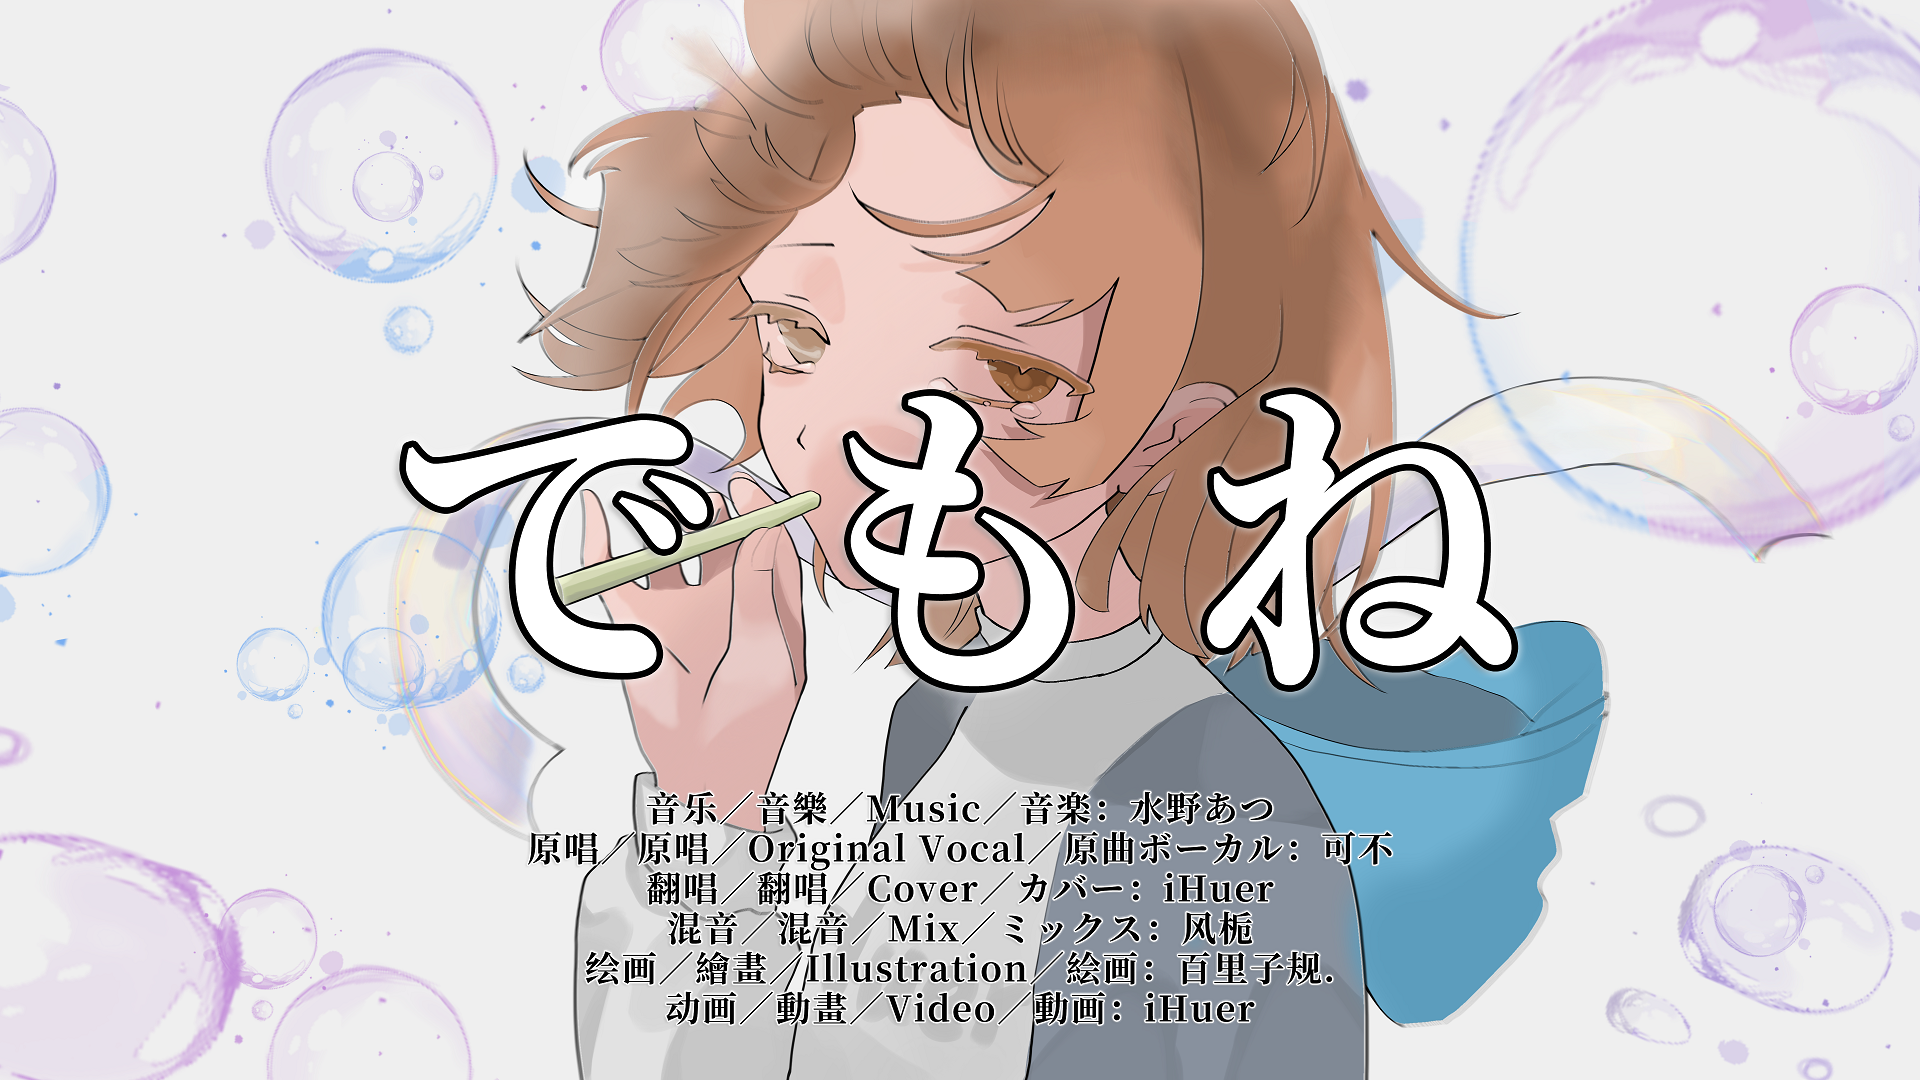 でもね
音乐／音樂／Music／音楽：水野あつ
原唱／原唱／Original Vocal／原曲ボーカル：可不
翻唱／翻唱／Cover／カバー：iHuer
混音／混音／Mix／ミックス：风栀
绘画／繪畫／Illustration／絵画：百里子规.
动画／動畫／Video／動画：iHuer